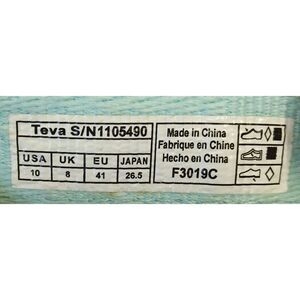 Teva S/N1105490
USA UK EU JAPAN
10 8 41 26.5
Made in China
Fabrique en Chine
Hecho en China
F3019C